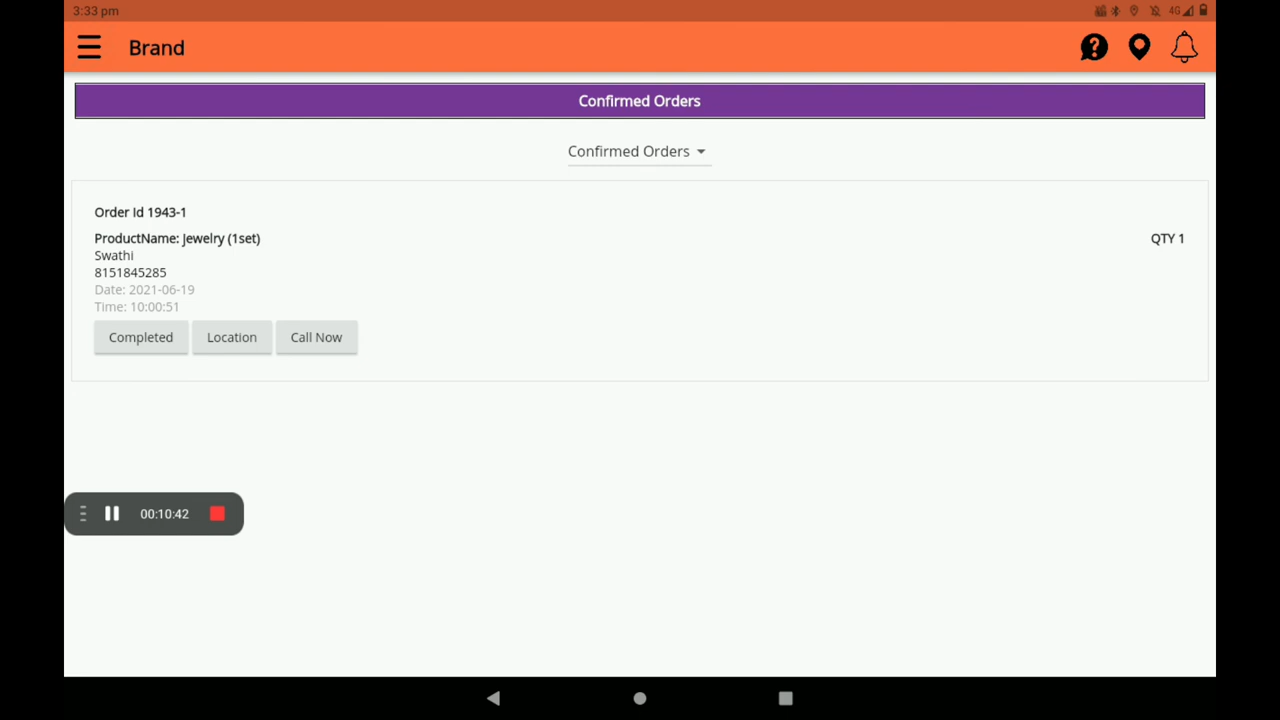 3:33 pm
4G
Brand
Confirmed Orders
Confirmed Orders
Order Id 1943-1
ProductName: Jewelry (1set)
QTY 1
Swathi
8151845285
Date: 2021-06-19
Time: 10:00:51
Completed Location Call Now
00:10:42